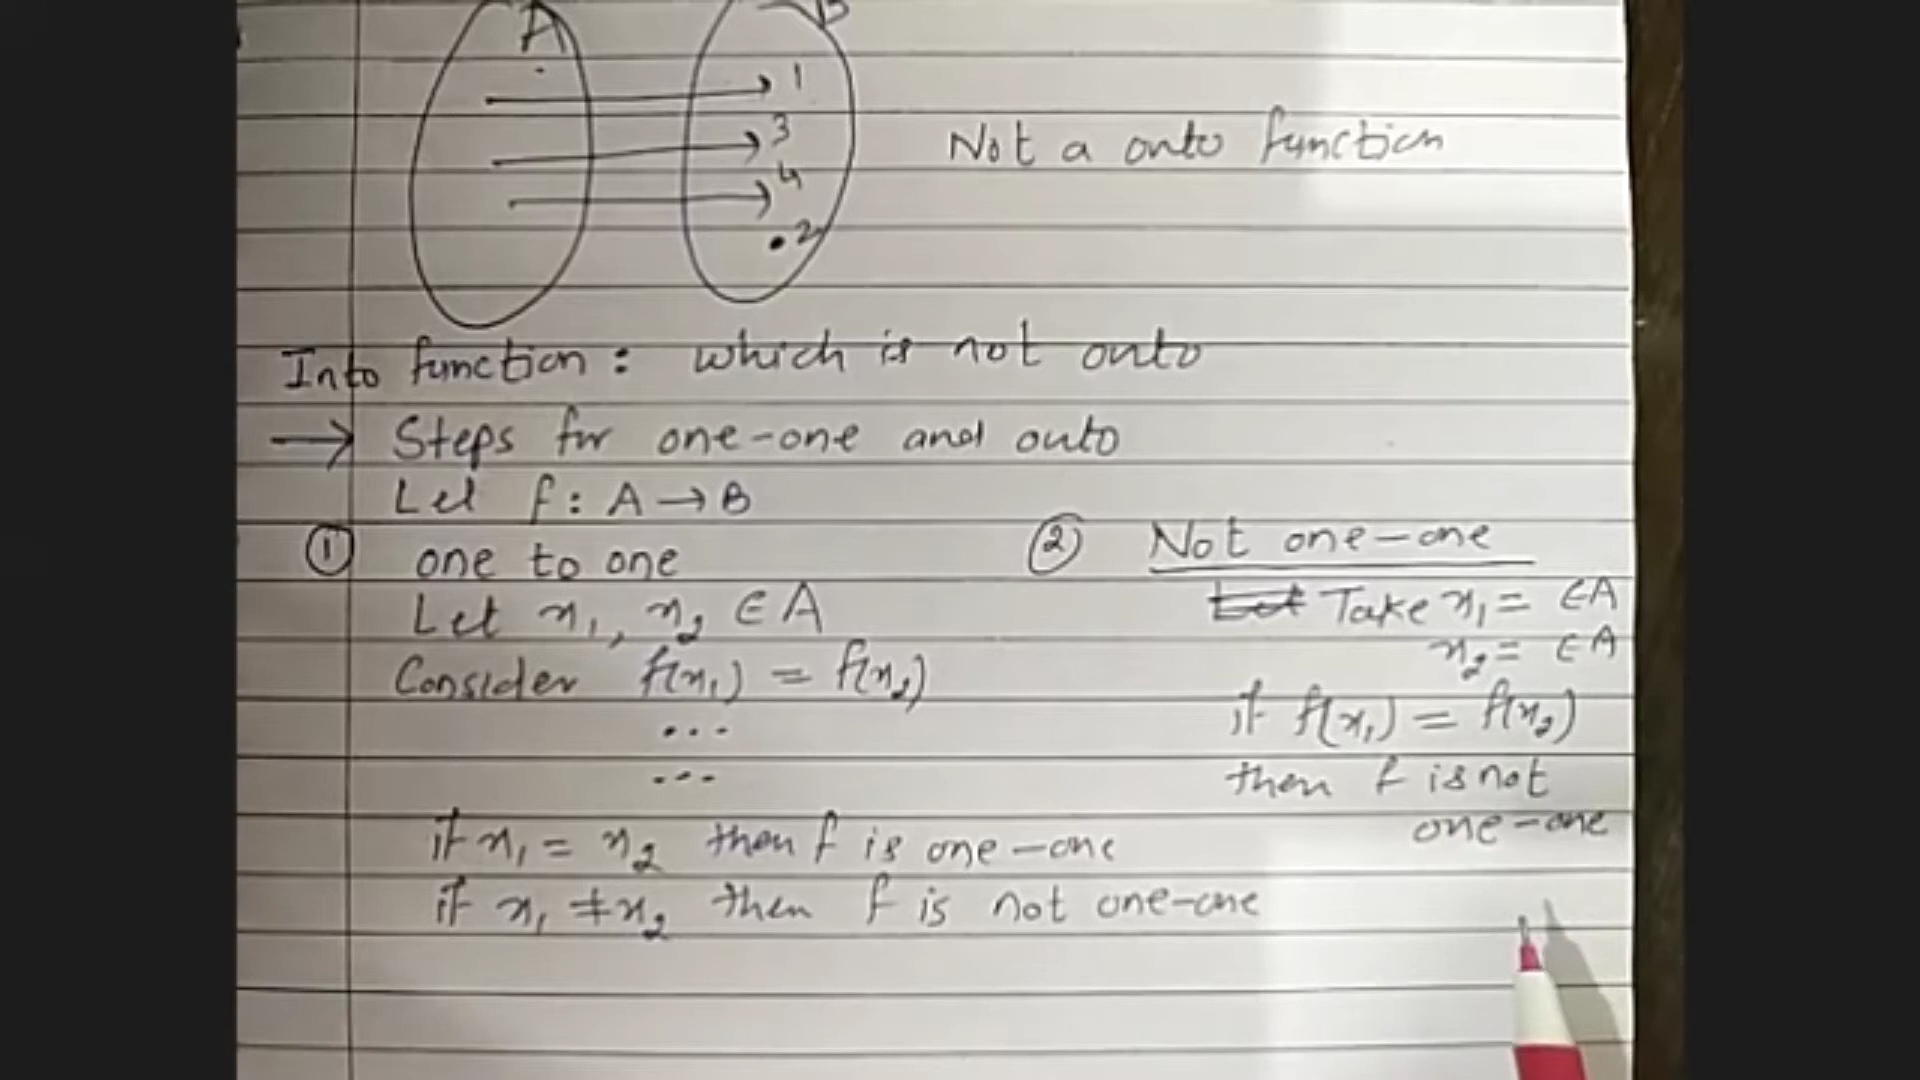 A B
1
3
4
2
Not a onto function
Into function : which is not onto
→ Steps for one-one and onto
Let f : A → B
① one to one
Let x₁, x₂ ∈ A
Consider f(x₁) = f(x₂)
...
...
if x₁ = x₂ then f is one-one
if x₁ ≠ x₂ then f is not one-one
② Not one-one
Take x₁ = ∈ A
x₂ = ∈ A
if f(x₁) = f(x₂)
then f is not
one-one